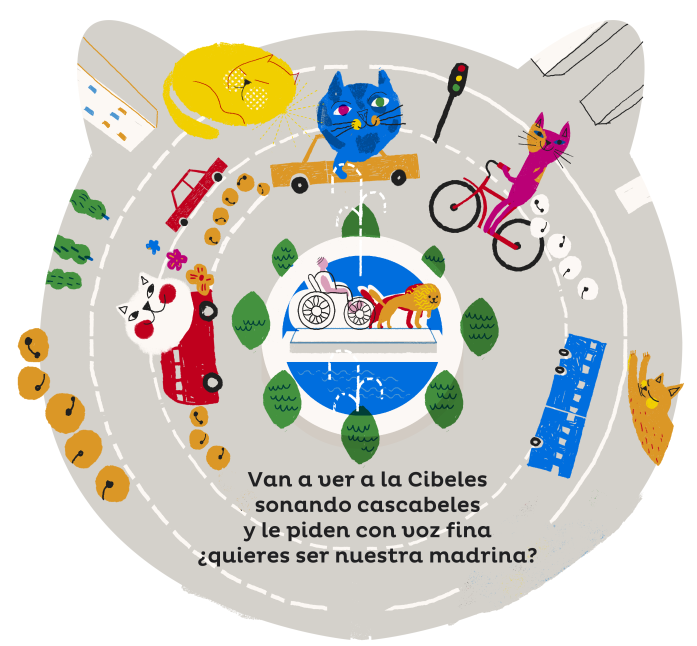 Van a ver a la Cibeles
sonando cascabeles
y le piden con voz fina
¿quieres ser nuestra madrina?